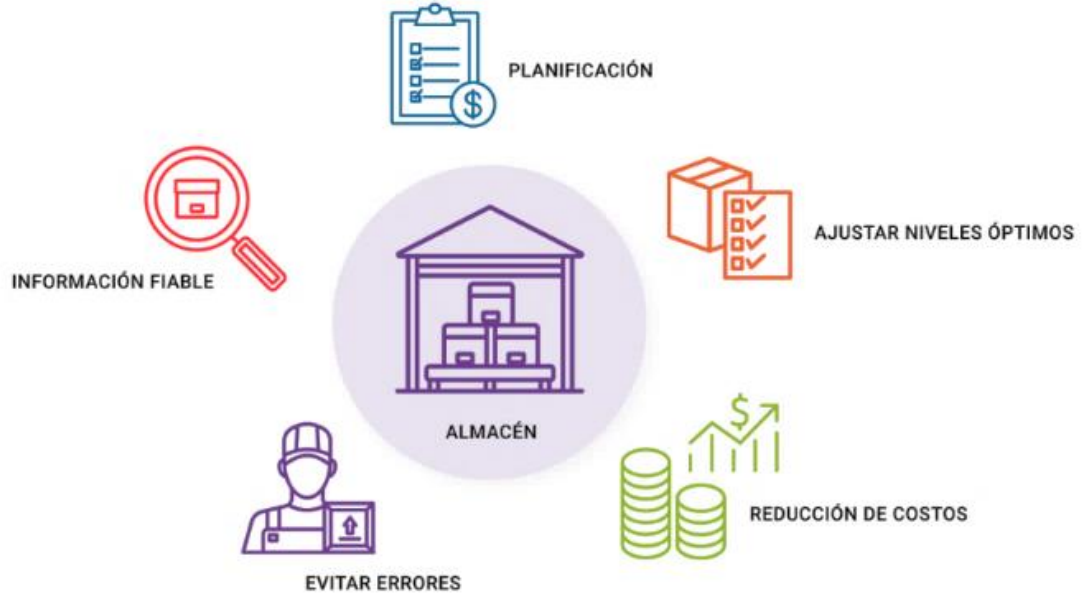 PLANIFICACIÓN
AJUSTAR NIVELES ÓPTIMOS
INFORMACIÓN FIABLE
ALMACÉN
$
$
REDUCCIÓN DE COSTOS
EVITAR ERRORES